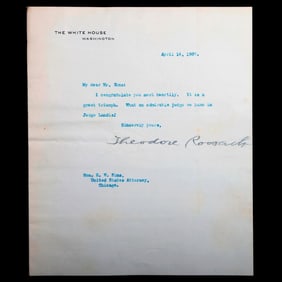 THE WHITE HOUSE
WASHINGTON
April 14, 1907.
My dear Mr. Sims:
I congratulate you most heartily. It is a
great triumph. What an admirable judge we have in
Judge Landis!
Sincerely yours,
Theodore Roosevelt
Hon. E. W. Sims,
United States Attorney,
Chicago.